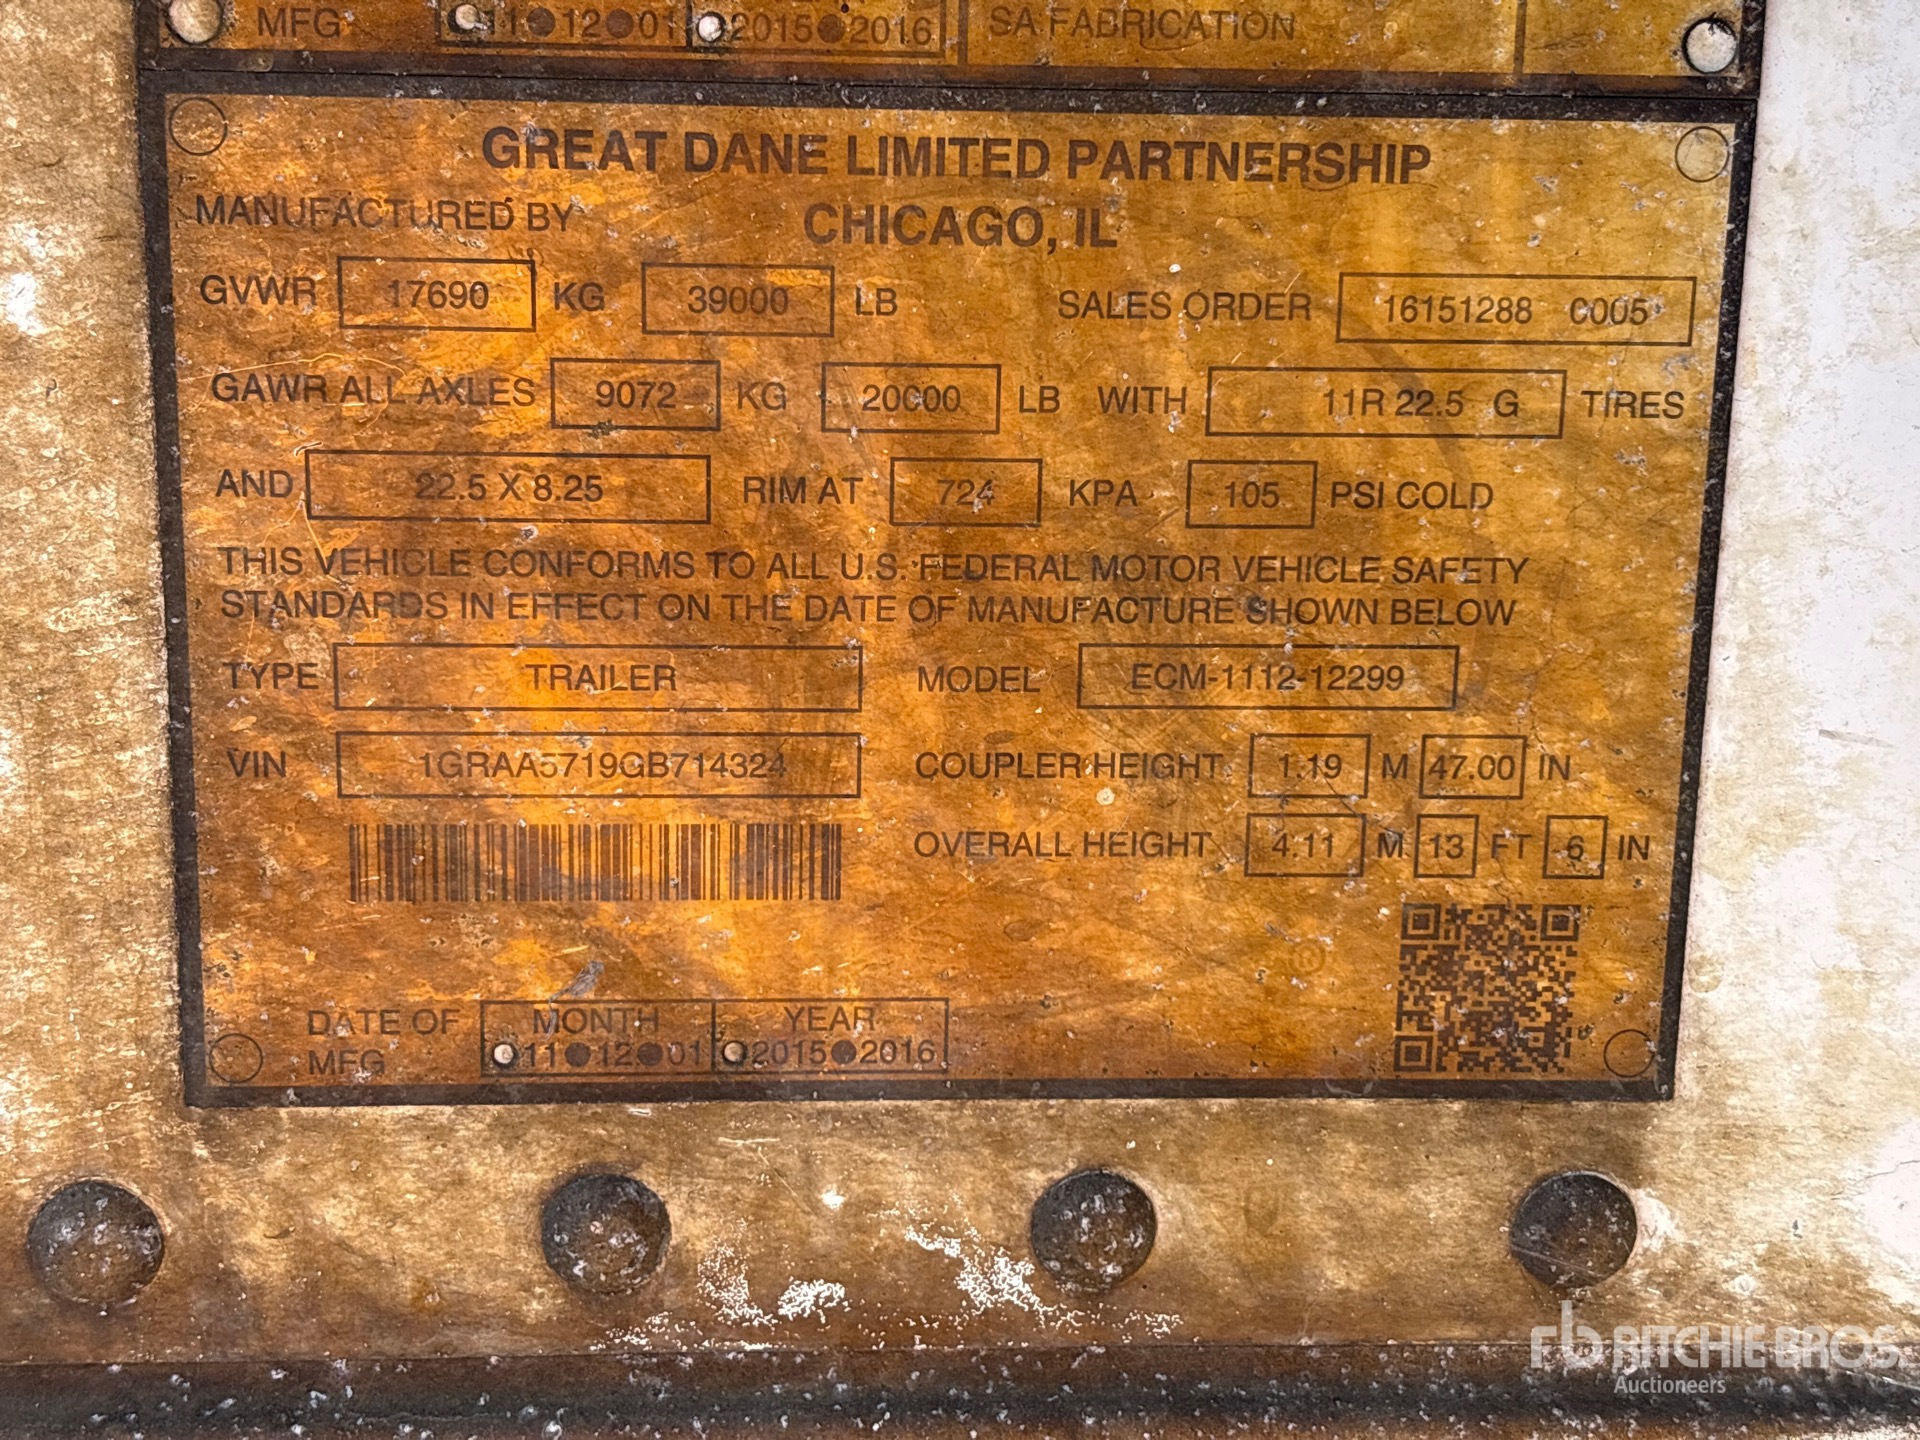 MFG 11 12 01 2015 2016 SA FABRICATION
GREAT DANE LIMITED PARTNERSHIP
MANUFACTURED BY CHICAGO, IL
GVWR 17690 KG 39000 LB SALES ORDER 16151288 0005
GAWR ALL AXLES 9072 KG 20000 LB WITH 11R 22.5 G TIRES
AND 22.5 X 8.25 RIM AT 724 KPA 105 PSI COLD
THIS VEHICLE CONFORMS TO ALL U.S. FEDERAL MOTOR VEHICLE SAFETY
STANDARDS IN EFFECT ON THE DATE OF MANUFACTURE SHOWN BELOW
TYPE TRAILER MODEL ECM-1112-12299
VIN 1GRAA5719GB714324 COUPLER HEIGHT 1.19 M 47.00 IN
OVERALL HEIGHT 4.11 M 13 FT 6 IN
DATE OF MONTH YEAR
MFG 11 12 01 2015 2016
rb RITCHIE BROS
Auctioneers